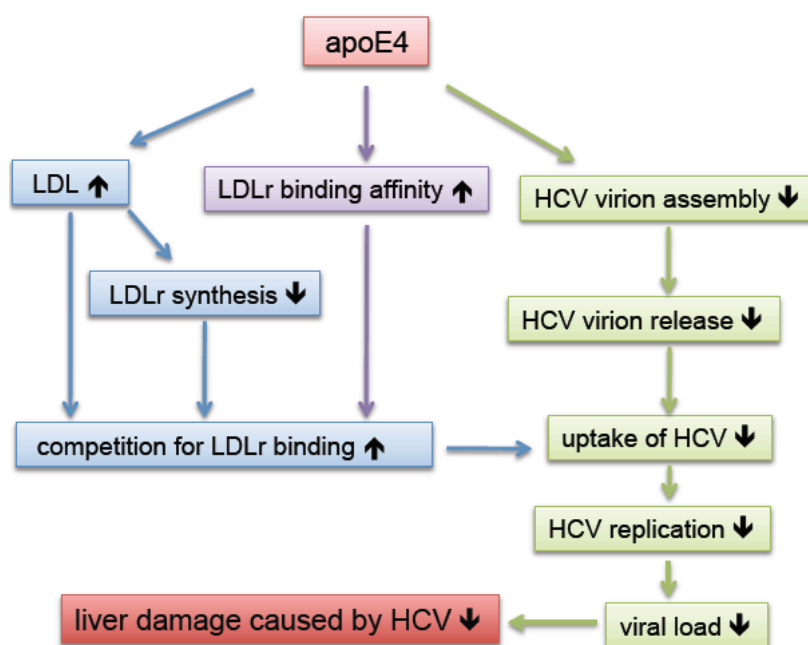 apoE4
LDL ↑
LDLr binding affinity ↑
HCV virion assembly ↓
LDLr synthesis ↓
HCV virion release ↓
competition for LDLr binding ↑
uptake of HCV ↓
HCV replication ↓
liver damage caused by HCV ↓
viral load ↓